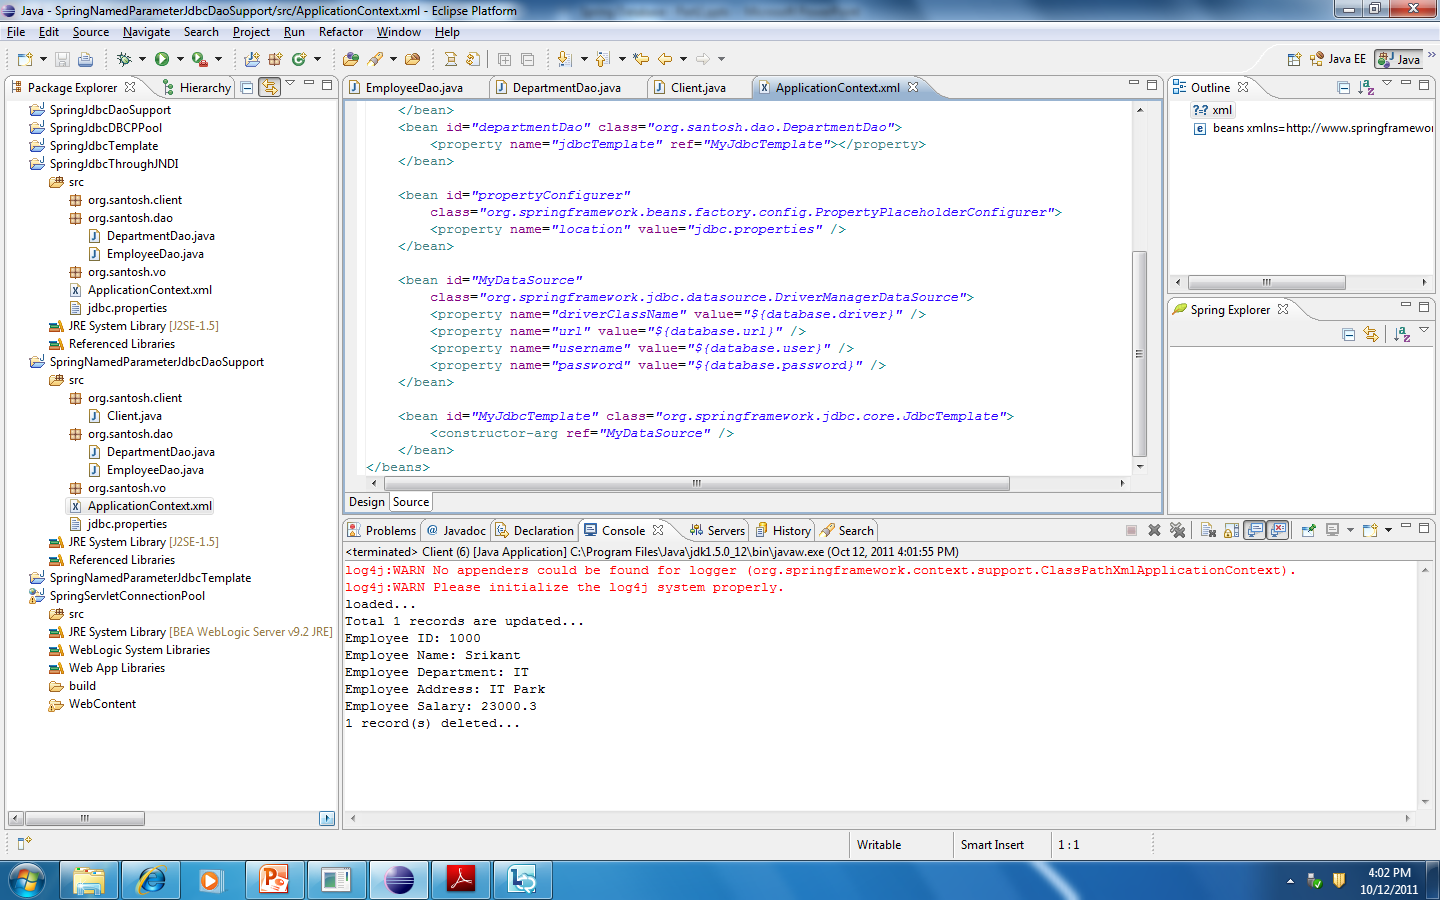 Java - SpringNamedParameterJdbcDaoSupport/src/ApplicationContext.xml - Eclipse Platform
File Edit Source Navigate Search Project Run Refactor Window Help
Java EE Java
Package Explorer Hierarchy
SpringJdbcDaoSupport
SpringJdbcDBCPPool
SpringJdbcTemplate
SpringJdbcThroughJNDI
src
org.santosh.client
org.santosh.dao
DepartmentDao.java
EmployeeDao.java
org.santosh.vo
ApplicationContext.xml
jdbc.properties
JRE System Library [J2SE-1.5]
Referenced Libraries
SpringNamedParameterJdbcDaoSupport
src
org.santosh.client
Client.java
org.santosh.dao
DepartmentDao.java
EmployeeDao.java
org.santosh.vo
ApplicationContext.xml
jdbc.properties
JRE System Library [J2SE-1.5]
Referenced Libraries
SpringNamedParameterJdbcTemplate
SpringServletConnectionPool
src
JRE System Library [BEA WebLogic Server v9.2 JRE]
WebLogic System Libraries
Web App Libraries
build
WebContent
EmployeeDao.java DepartmentDao.java Client.java ApplicationContext.xml
</bean>
<bean id="departmentDao" class="org.santosh.dao.DepartmentDao">
<property name="jdbcTemplate" ref="MyJdbcTemplate"></property>
</bean>
<bean id="propertyConfigurer"
class="org.springframework.beans.factory.config.PropertyPlaceholderConfigurer">
<property name="location" value="jdbc.properties" />
</bean>
<bean id="MyDataSource"
class="org.springframework.jdbc.datasource.DriverManagerDataSource">
<property name="driverClassName" value="${database.driver}" />
<property name="url" value="${database.url}" />
<property name="username" value="${database.user}" />
<property name="password" value="${database.password}" />
</bean>
<bean id="MyJdbcTemplate" class="org.springframework.jdbc.core.JdbcTemplate">
<constructor-arg ref="MyDataSource" />
</bean>
</beans>
Design Source
Outline
xml
beans xmlns=http://www.springframewor
Spring Explorer
Problems Javadoc Declaration Console Servers History Search
<terminated> Client (6) [Java Application] C:\Program Files\Java\jdk1.5.0_12\bin\javaw.exe (Oct 12, 2011 4:01:55 PM)
log4j:WARN No appenders could be found for logger (org.springframework.context.support.ClassPathXmlApplicationContext).
log4j:WARN Please initialize the log4j system properly.
loaded...
Total 1 records are updated...
Employee ID: 1000
Employee Name: Srikant
Employee Department: IT
Employee Address: IT Park
Employee Salary: 23000.3
1 record(s) deleted...
Writable Smart Insert 1 : 1
4:02 PM
10/12/2011